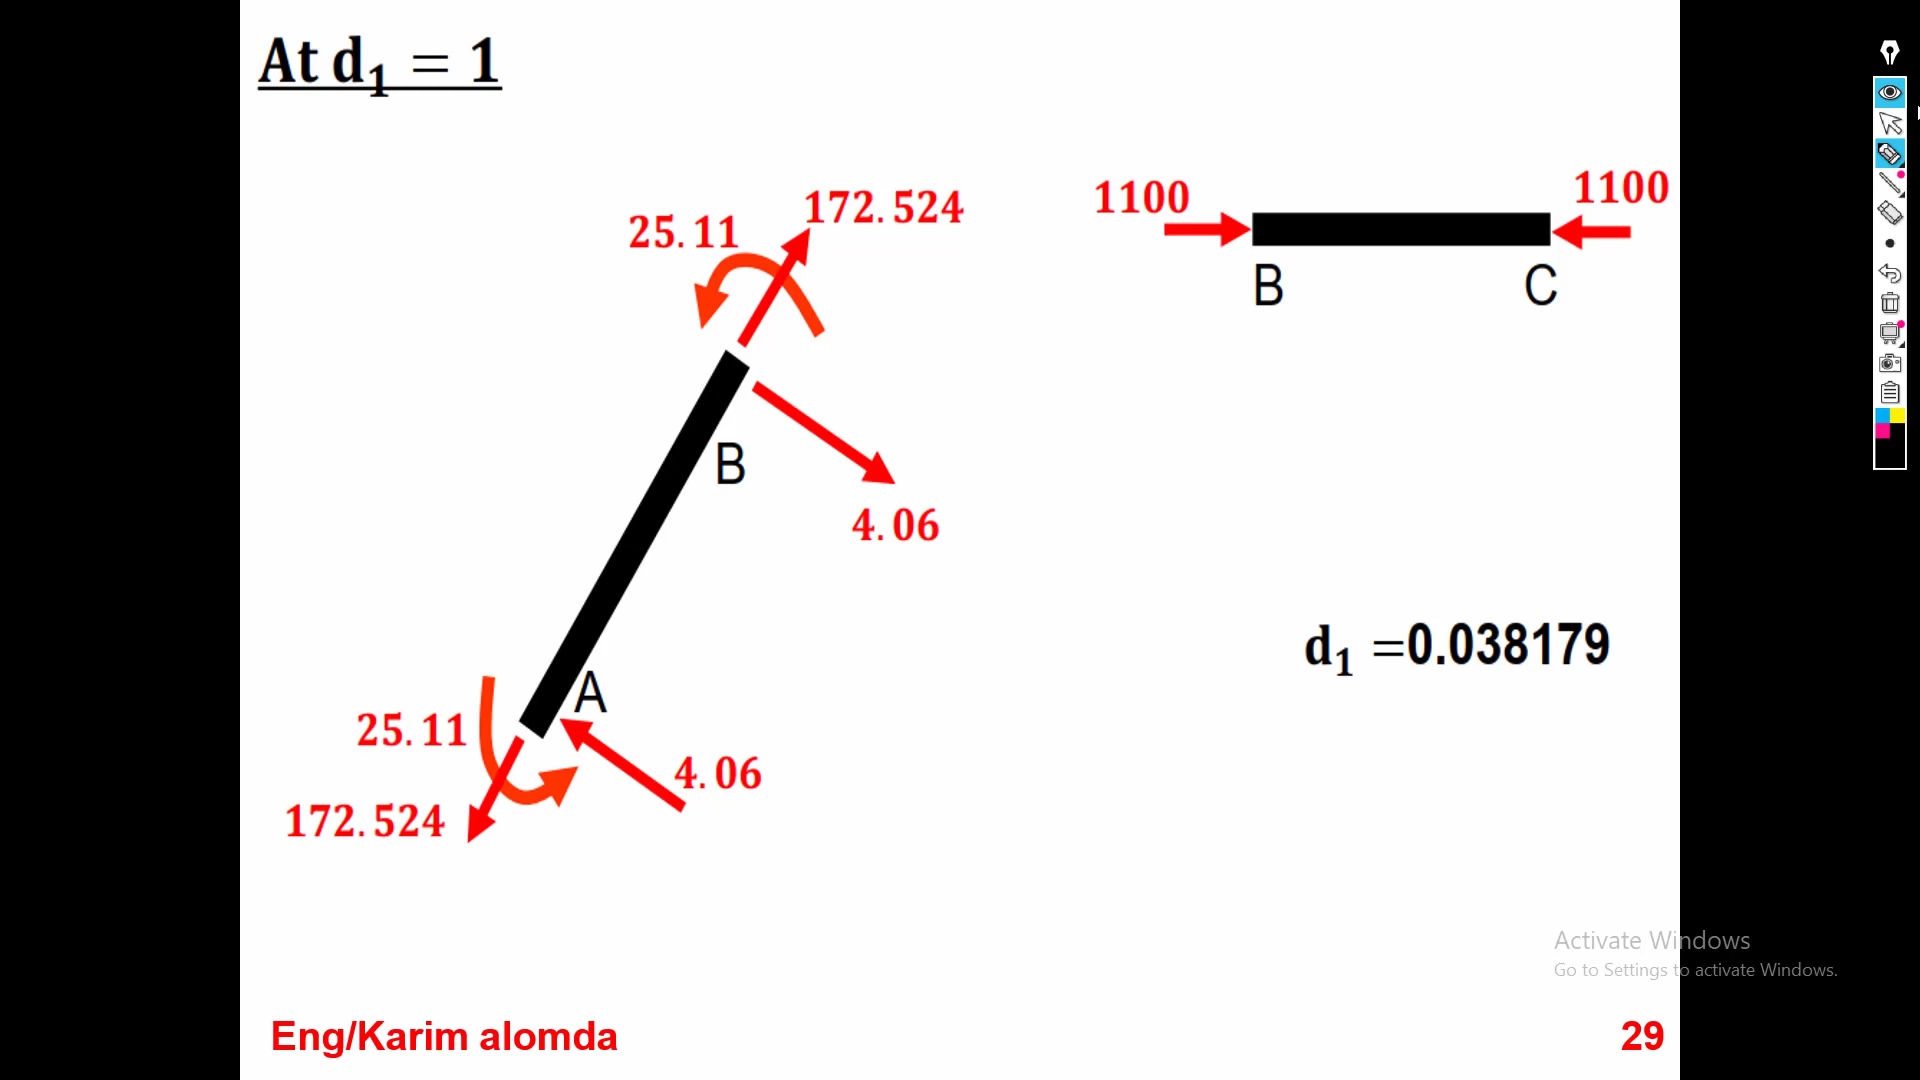 At d₁ = 1
25.11
172.524
1100
1100
B
C
B
4.06
d₁ =0.038179
A
25.11
4.06
172.524
Activate Windows
Go to Settings to activate Windows.
Eng/Karim alomda
29